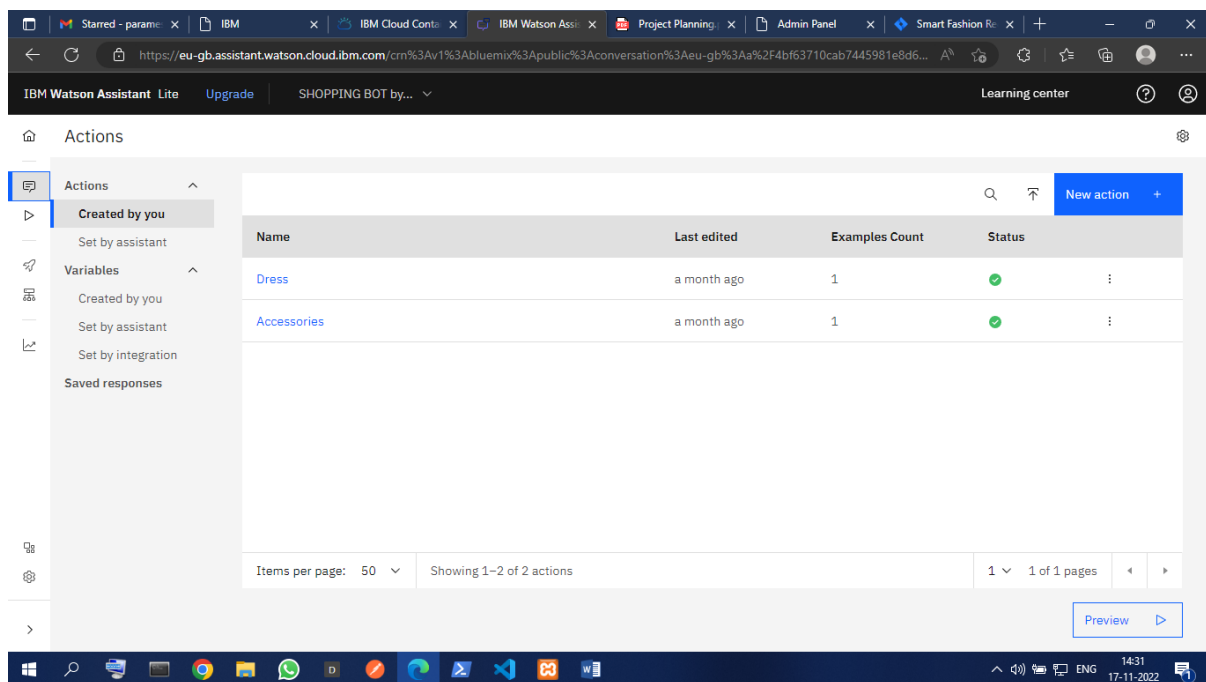 Starred - parame
IBM
IBM Cloud Conta
IBM Watson Assis
Project Planning.
Admin Panel
Smart Fashion Re
https://eu-gb.assistant.watson.cloud.ibm.com/crn%3Av1%3Abluemix%3Apublic%3Aconversation%3Aeu-gb%3Aa%2F4bf63710cab7445981e8d6...
IBM Watson Assistant Lite Upgrade SHOPPING BOT by... Learning center
Actions
Actions
Created by you
Set by assistant
Variables
Created by you
Set by assistant
Set by integration
Saved responses
New action +
Name Last edited Examples Count Status
Dress a month ago 1
Accessories a month ago 1
Items per page: 50 Showing 1–2 of 2 actions 1 1 of 1 pages
Preview
ENG 14:31
17-11-2022